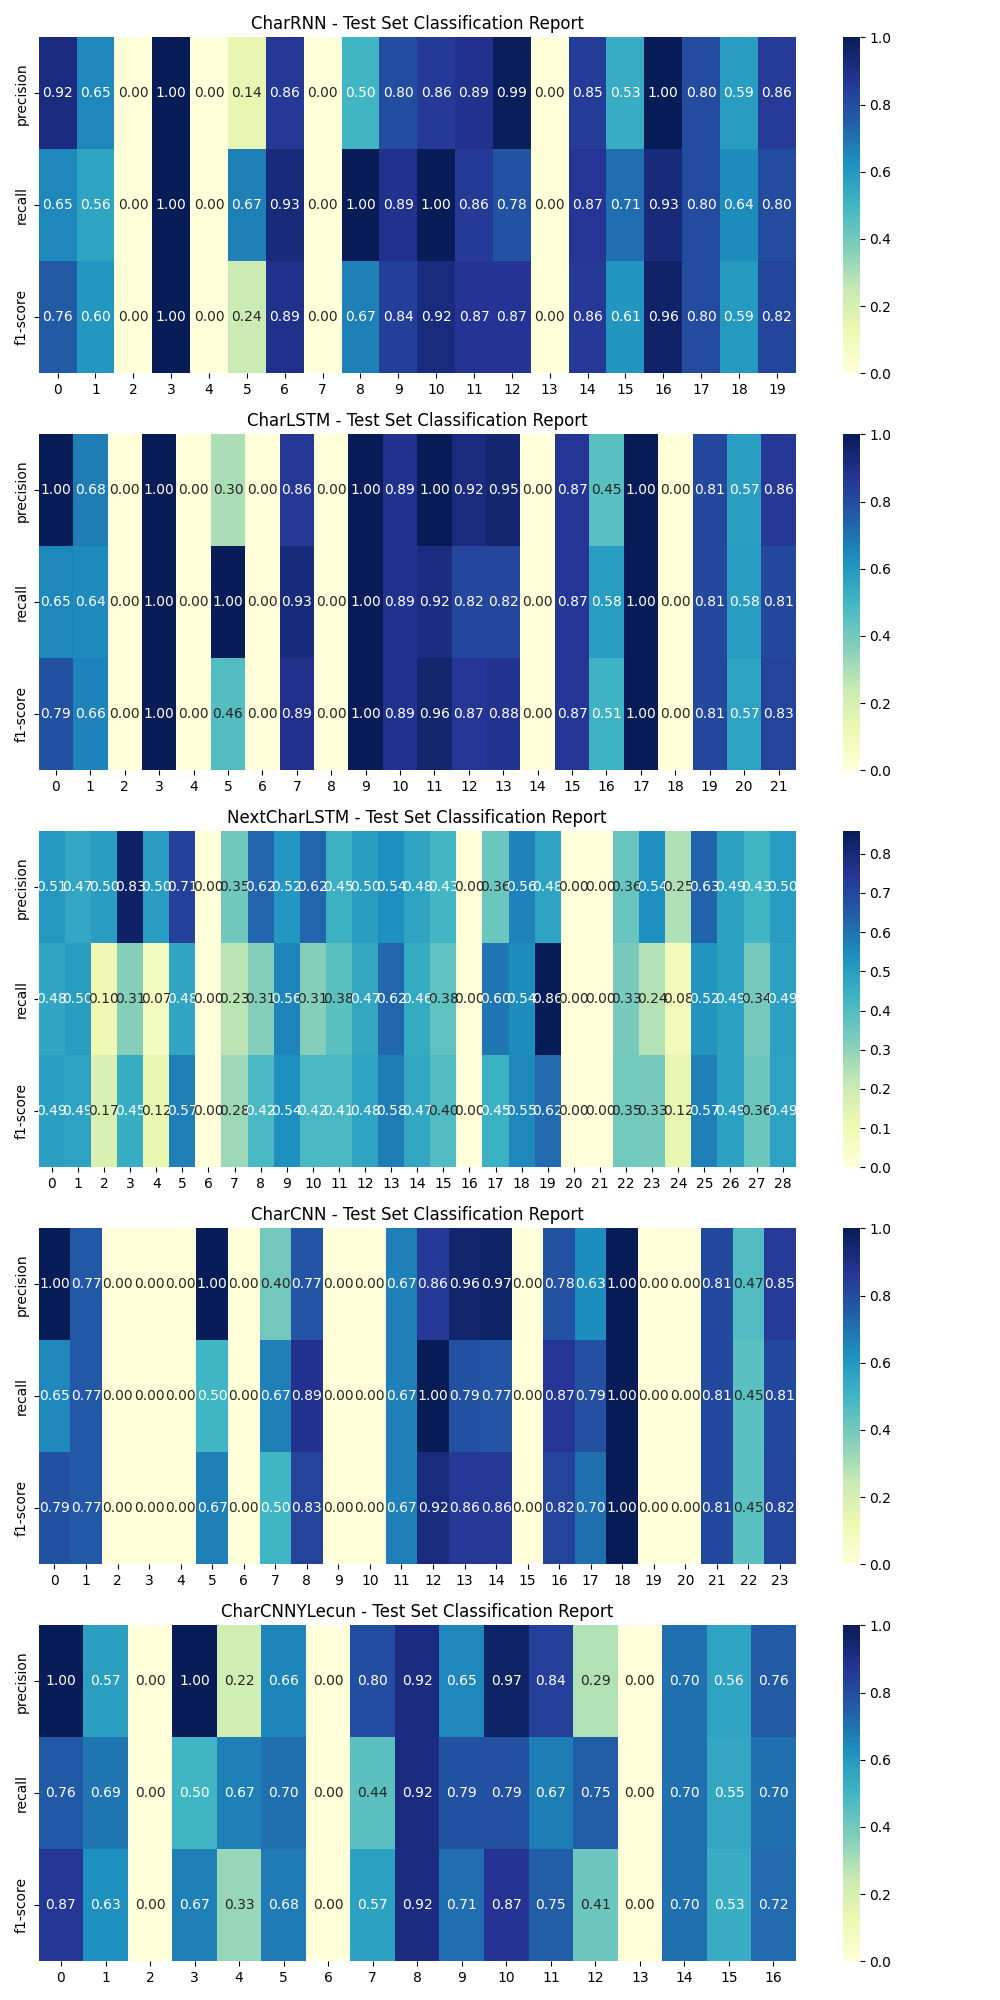 CharRNN - Test Set Classification Report
precision 0.92 0.65 0.00 1.00 0.00 0.14 0.86 0.00 0.50 0.80 0.86 0.89 0.99 0.00 0.85 0.53 1.00 0.80 0.59 0.86
recall 0.65 0.56 0.00 1.00 0.00 0.67 0.93 0.00 1.00 0.89 1.00 0.86 0.78 0.00 0.87 0.71 0.93 0.80 0.64 0.80
f1-score 0.76 0.60 0.00 1.00 0.00 0.24 0.89 0.00 0.67 0.84 0.92 0.87 0.87 0.00 0.86 0.61 0.96 0.80 0.59 0.82
0 1 2 3 4 5 6 7 8 9 10 11 12 13 14 15 16 17 18 19
1.0
0.8
0.6
0.4
0.2
0.0
CharLSTM - Test Set Classification Report
precision 1.00 0.68 0.00 1.00 0.00 0.30 0.00 0.86 0.00 1.00 0.89 1.00 0.92 0.95 0.00 0.87 0.45 1.00 0.00 0.81 0.57 0.86
recall 0.65 0.64 0.00 1.00 0.00 1.00 0.00 0.93 0.00 1.00 0.89 0.92 0.82 0.82 0.00 0.87 0.58 1.00 0.00 0.81 0.58 0.81
f1-score 0.79 0.66 0.00 1.00 0.00 0.46 0.00 0.89 0.00 1.00 0.89 0.96 0.87 0.88 0.00 0.87 0.51 1.00 0.00 0.81 0.57 0.83
0 1 2 3 4 5 6 7 8 9 10 11 12 13 14 15 16 17 18 19 20 21
1.0
0.8
0.6
0.4
0.2
0.0
NextCharLSTM - Test Set Classification Report
precision 0.51 0.47 0.50 0.83 0.50 0.71 0.00 0.35 0.62 0.52 0.62 0.45 0.50 0.54 0.48 0.43 0.00 0.36 0.56 0.48 0.00 0.00 0.36 0.54 0.25 0.63 0.49 0.43 0.50
recall 0.48 0.50 0.10 0.31 0.07 0.48 0.00 0.23 0.31 0.56 0.31 0.38 0.47 0.62 0.46 0.38 0.00 0.60 0.54 0.86 0.00 0.00 0.33 0.24 0.08 0.52 0.49 0.34 0.49
f1-score 0.49 0.49 0.17 0.45 0.12 0.57 0.00 0.28 0.42 0.54 0.42 0.41 0.48 0.58 0.47 0.40 0.00 0.45 0.55 0.62 0.00 0.00 0.35 0.33 0.12 0.57 0.49 0.36 0.49
0 1 2 3 4 5 6 7 8 9 10 11 12 13 14 15 16 17 18 19 20 21 22 23 24 25 26 27 28
0.8
0.7
0.6
0.5
0.4
0.3
0.2
0.1
0.0
CharCNN - Test Set Classification Report
precision 1.00 0.77 0.00 0.00 0.00 1.00 0.00 0.40 0.77 0.00 0.00 0.67 0.86 0.96 0.97 0.00 0.78 0.63 1.00 0.00 0.00 0.81 0.47 0.85
recall 0.65 0.77 0.00 0.00 0.00 0.50 0.00 0.67 0.89 0.00 0.00 0.67 1.00 0.79 0.77 0.00 0.87 0.79 1.00 0.00 0.00 0.81 0.45 0.81
f1-score 0.79 0.77 0.00 0.00 0.00 0.67 0.00 0.50 0.83 0.00 0.00 0.67 0.92 0.86 0.86 0.00 0.82 0.70 1.00 0.00 0.00 0.81 0.45 0.82
0 1 2 3 4 5 6 7 8 9 10 11 12 13 14 15 16 17 18 19 20 21 22 23
1.0
0.8
0.6
0.4
0.2
0.0
CharCNNYLecun - Test Set Classification Report
precision 1.00 0.57 0.00 1.00 0.22 0.66 0.00 0.80 0.92 0.65 0.97 0.84 0.29 0.00 0.70 0.56 0.76
recall 0.76 0.69 0.00 0.50 0.67 0.70 0.00 0.44 0.92 0.79 0.79 0.67 0.75 0.00 0.70 0.55 0.70
f1-score 0.87 0.63 0.00 0.67 0.33 0.68 0.00 0.57 0.92 0.71 0.87 0.75 0.41 0.00 0.70 0.53 0.72
0 1 2 3 4 5 6 7 8 9 10 11 12 13 14 15 16
1.0
0.8
0.6
0.4
0.2
0.0